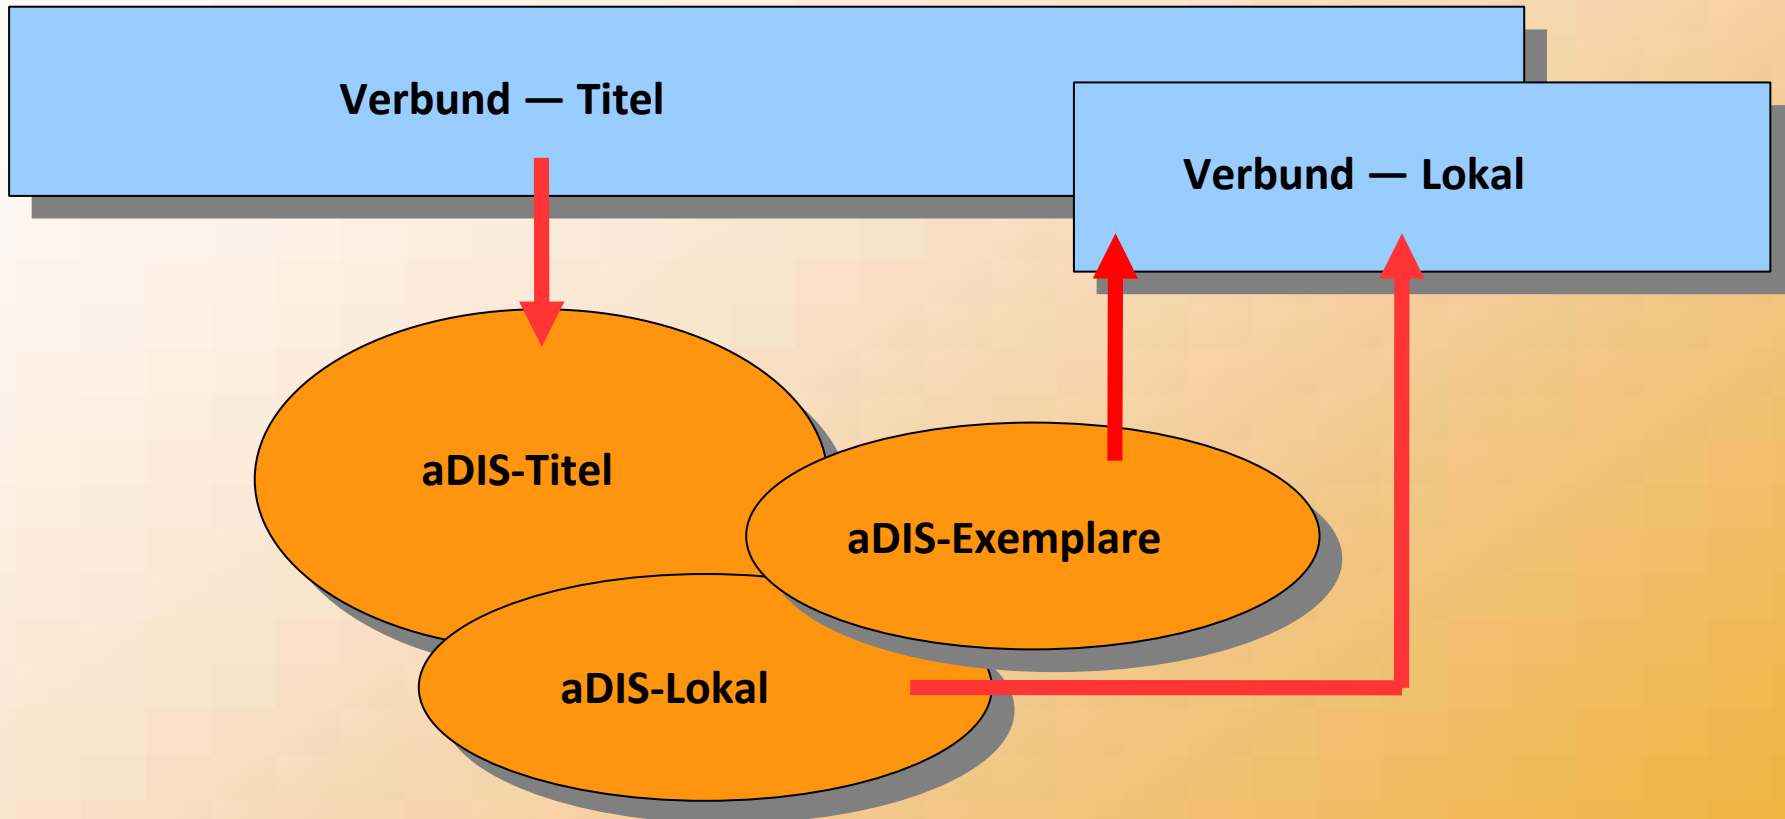 Verbund — Titel
Verbund — Lokal
aDIS-Titel
aDIS-Exemplare
aDIS-Lokal